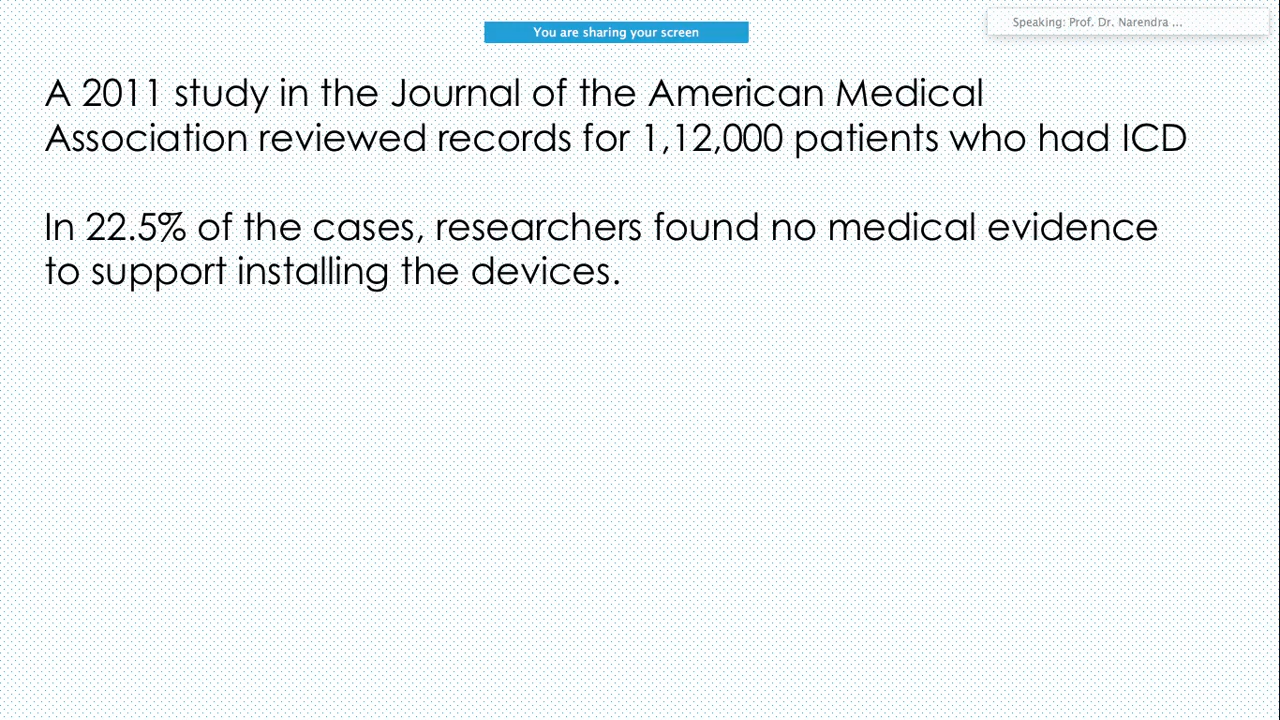 You are sharing your screen
Speaking: Prof. Dr. Narendra ...
A 2011 study in the Journal of the American Medical
Association reviewed records for 1,12,000 patients who had ICD
In 22.5% of the cases, researchers found no medical evidence
to support installing the devices.